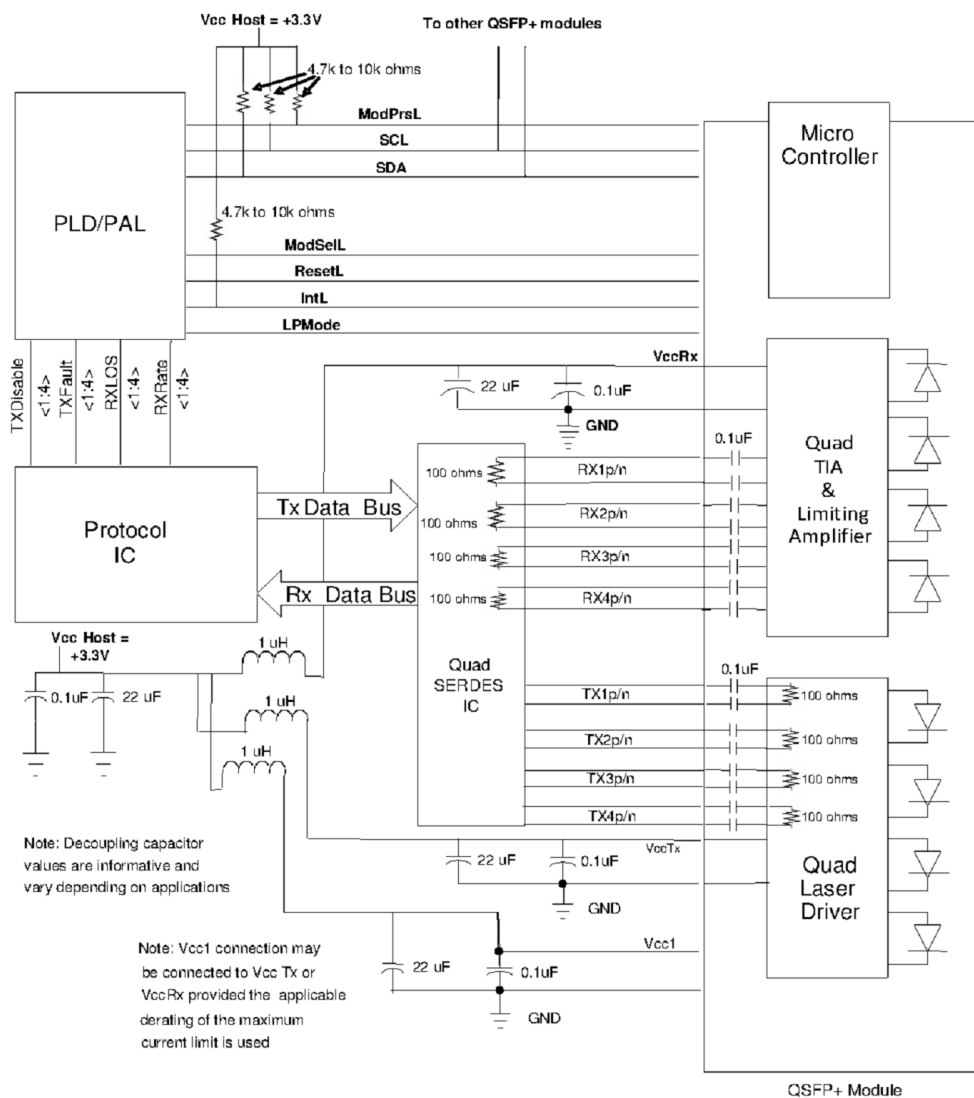 Vcc Host = +3.3V
To other QSFP+ modules
4.7k to 10k ohms
ModPrsL
SCL
SDA
Micro
Controller
PLD/PAL
4.7k to 10k ohms
ModSelL
ResetL
IntL
LPMode
TXDisable
<1:4>
TXFault
<1:4>
RXLOS
<1:4>
RXRate
<1:4>
VccRx
22 uF
0.1uF
GND
0.1uF
Quad
TIA
&
Limiting
Amplifier
100 ohms
RX1p/n
100 ohms
RX2p/n
100 ohms
RX3p/n
100 ohms
RX4p/n
Protocol
IC
Tx Data Bus
Rx Data Bus
Vcc Host =
+3.3V
0.1uF
22 uF
1 uH
1 uH
1 uH
Quad
SERDES
IC
0.1uF
TX1p/n
100 ohms
TX2p/n
100 ohms
TX3p/n
100 ohms
TX4p/n
100 ohms
VccTx
22 uF
0.1uF
GND
Quad
Laser
Driver
Note: Decoupling capacitor
values are informative and
vary depending on applications
Vcc1
22 uF
0.1uF
GND
Note: Vcc1 connection may
be connected to Vcc Tx or
VccRx provided the applicable
derating of the maximum
current limit is used
QSFP+ Module